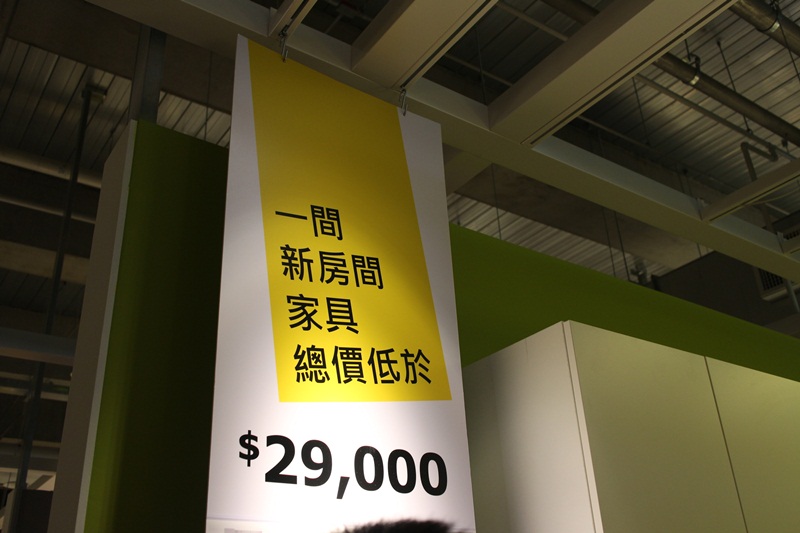 一間
新房間
家具
總價低於
$29,000